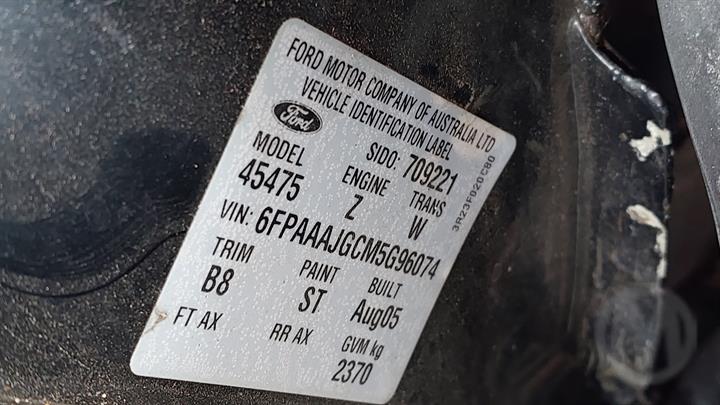 FORD MOTOR COMPANY OF AUSTRALIA LTD
VEHICLE IDENTIFICATION LABEL
Ford
SIDO: 709221
MODEL ENGINE TRANS
45475 Z W
VIN: 6FPAAAJGCM5G96074
TRIM PAINT BUILT
B8 ST Aug05
FT AX RR AX GVM kg
2370
3R23F020CB0